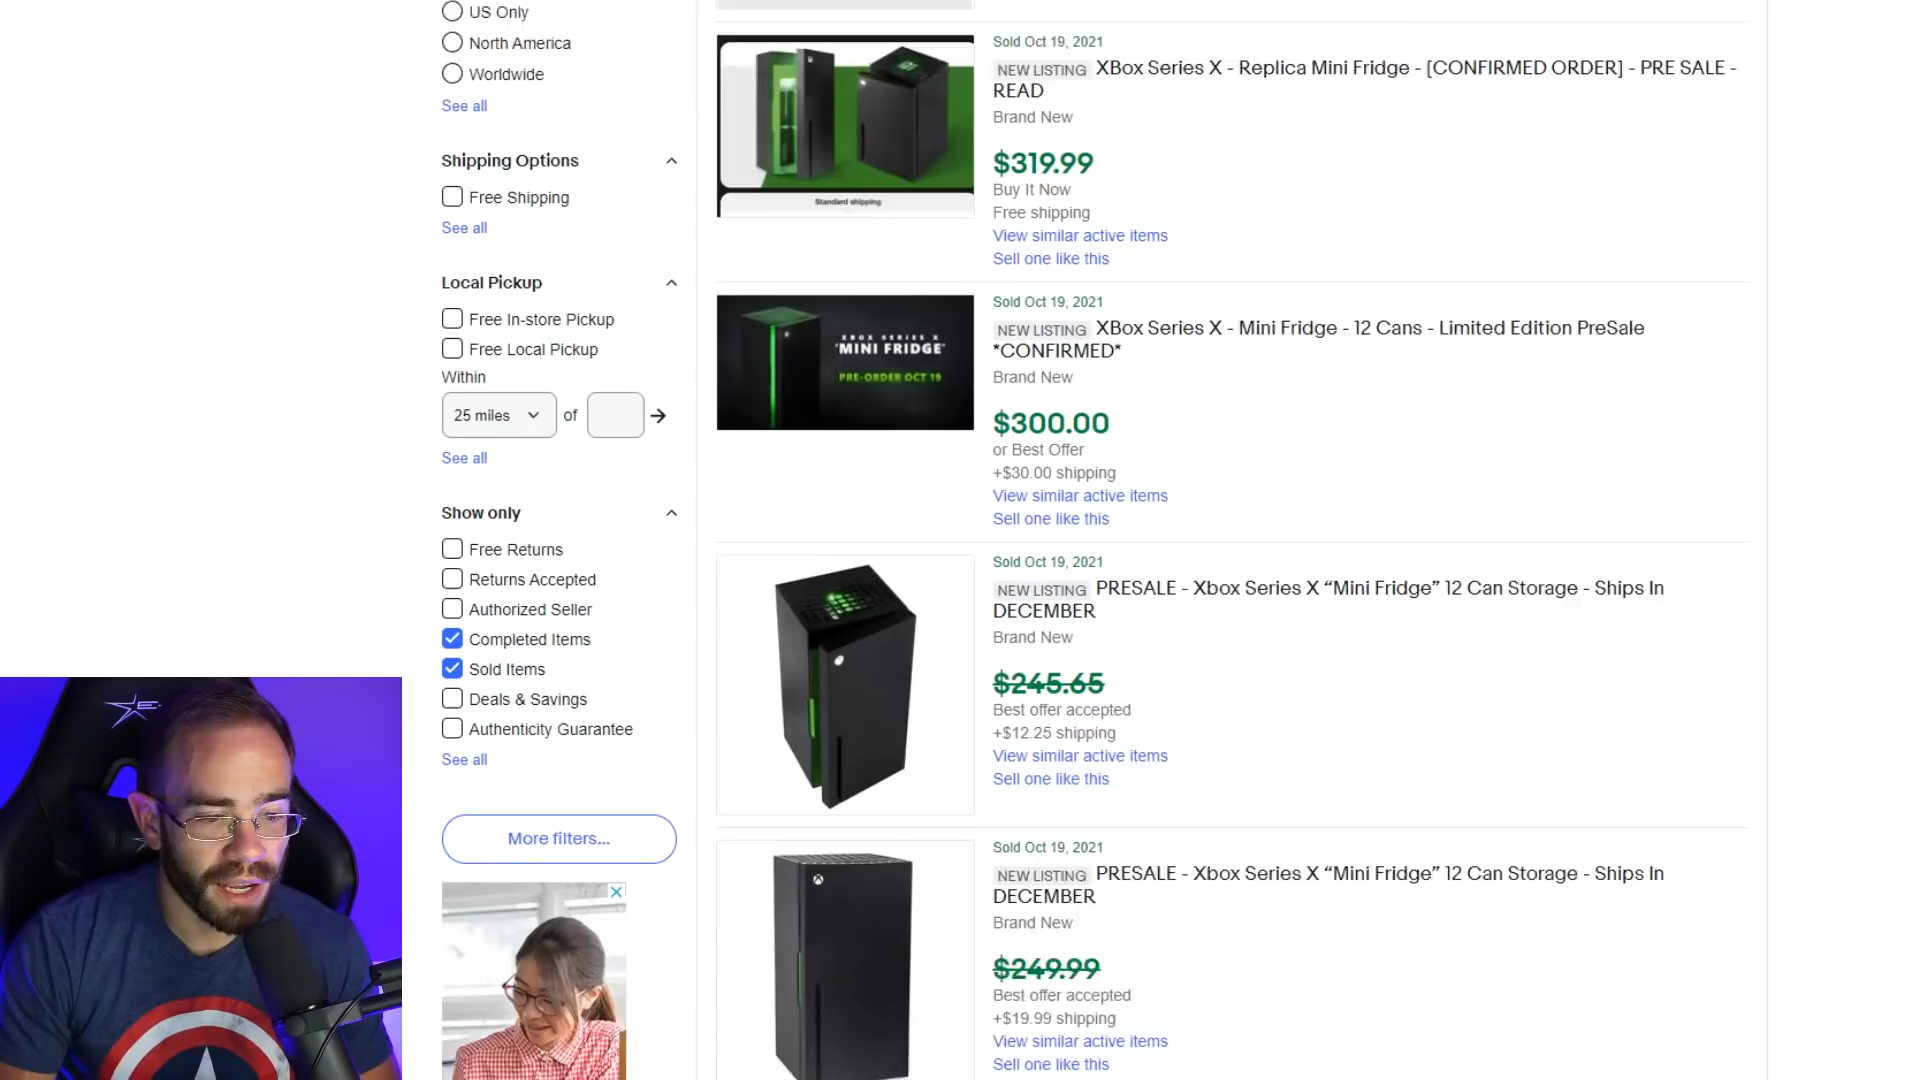 US Only
North America
Worldwide
See all
Shipping Options
Free Shipping
See all
Local Pickup
Free In-store Pickup
Free Local Pickup
Within
25 miles of
See all
Show only
Free Returns
Returns Accepted
Authorized Seller
Completed Items
Sold Items
Deals & Savings
Authenticity Guarantee
See all
More filters...
Standard shipping
Sold Oct 19, 2021
NEW LISTING XBox Series X - Replica Mini Fridge - [CONFIRMED ORDER] - PRE SALE -
READ
Brand New
$319.99
Buy It Now
Free shipping
View similar active items
Sell one like this
XBOX SERIES X
"MINI FRIDGE"
PRE-ORDER OCT 19
Sold Oct 19, 2021
NEW LISTING XBox Series X - Mini Fridge - 12 Cans - Limited Edition PreSale
*CONFIRMED*
Brand New
$300.00
or Best Offer
+$30.00 shipping
View similar active items
Sell one like this
Sold Oct 19, 2021
NEW LISTING PRESALE - Xbox Series X “Mini Fridge” 12 Can Storage - Ships In
DECEMBER
Brand New
$245.65
Best offer accepted
+$12.25 shipping
View similar active items
Sell one like this
Sold Oct 19, 2021
NEW LISTING PRESALE - Xbox Series X “Mini Fridge” 12 Can Storage - Ships In
DECEMBER
Brand New
$249.99
Best offer accepted
+$19.99 shipping
View similar active items
Sell one like this